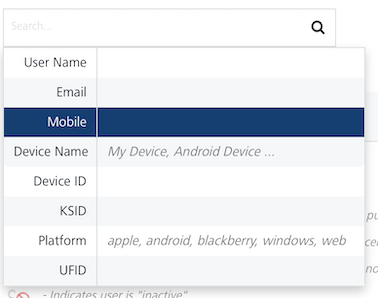 Search...
User Name
Email
Mobile
Device Name My Device, Android Device ...
Device ID
KSID
Platform apple, android, blackberry, windows, web
UFID
- Indicates user is "inactive"